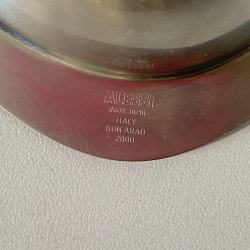 ALESSI
INOX 18/10
ITALY
RON ARAD
2000